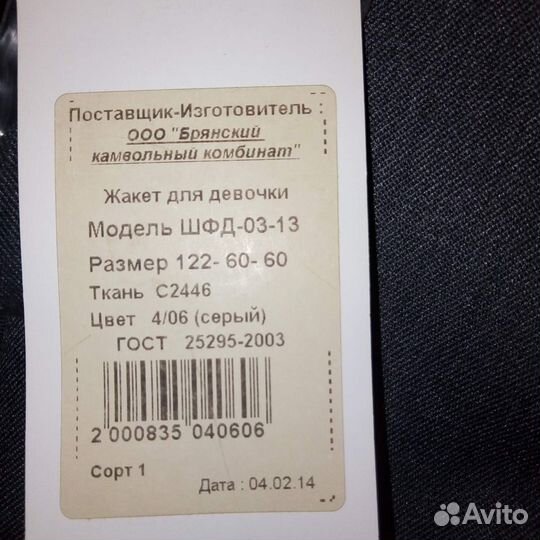 Поставщик-Изготовитель :
ООО "Брянский
камвольный комбинат"
Жакет для девочки
Модель ШФД-03-13
Размер 122- 60- 60
Ткань С2446
Цвет 4/06 (серый)
ГОСТ 25295-2003
2 000835 040606
Сорт 1
Дата : 04.02.14
Avito